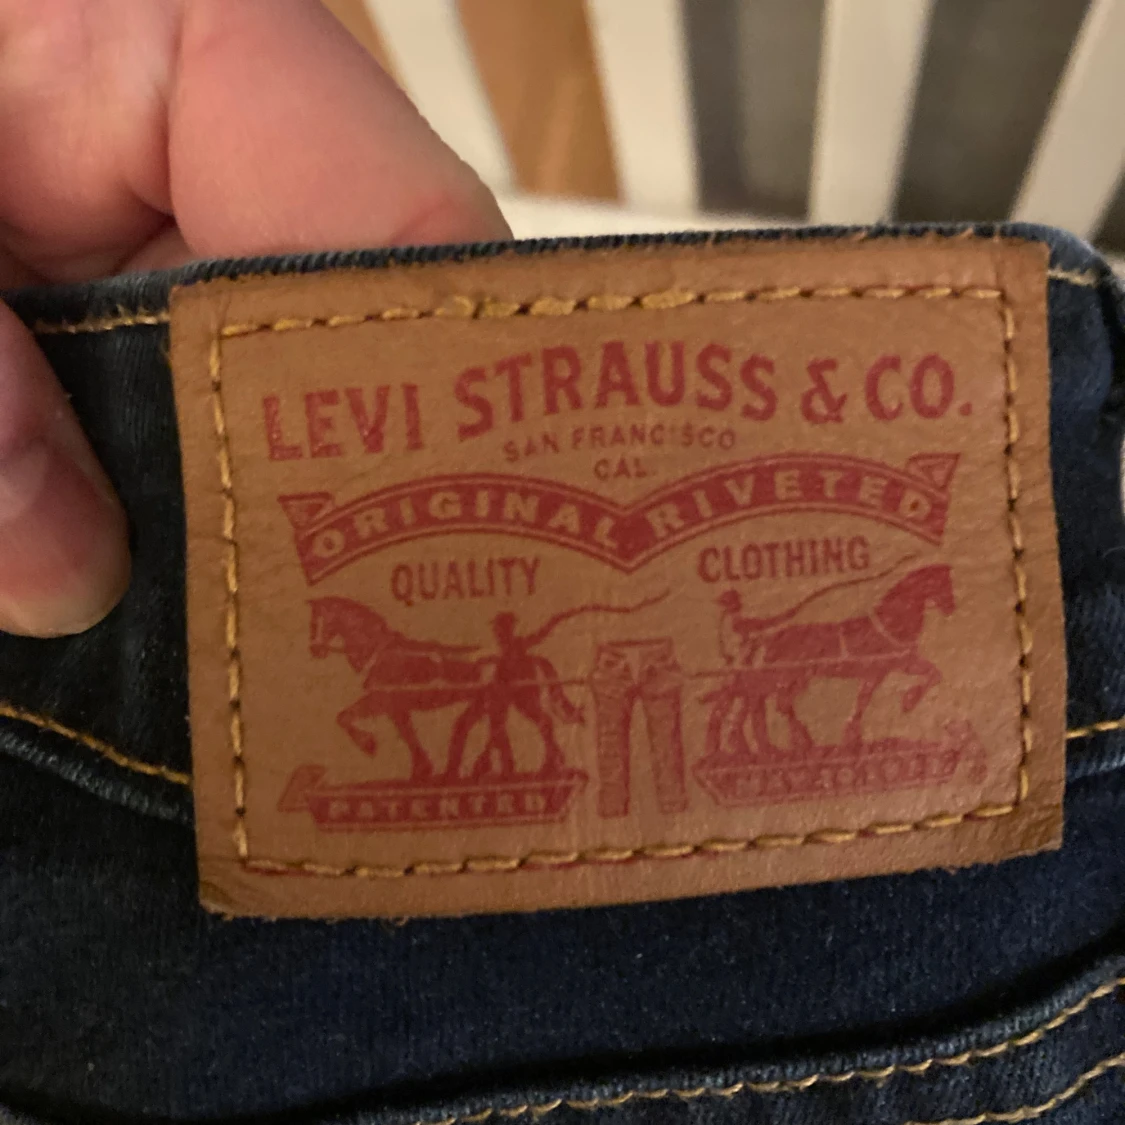 LEVI STRAUSS & CO.
SAN FRANCISCO
CAL.
ORIGINAL RIVETED
QUALITY CLOTHING
PATENTED